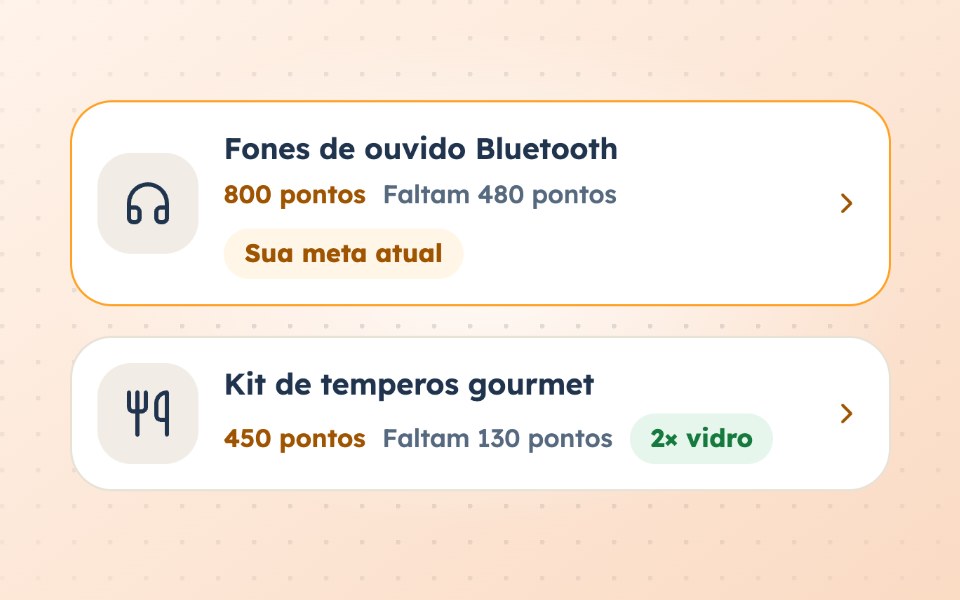 Fones de ouvido Bluetooth
800 pontos Faltam 480 pontos
Sua meta atual
Kit de temperos gourmet
450 pontos Faltam 130 pontos 2× vidro